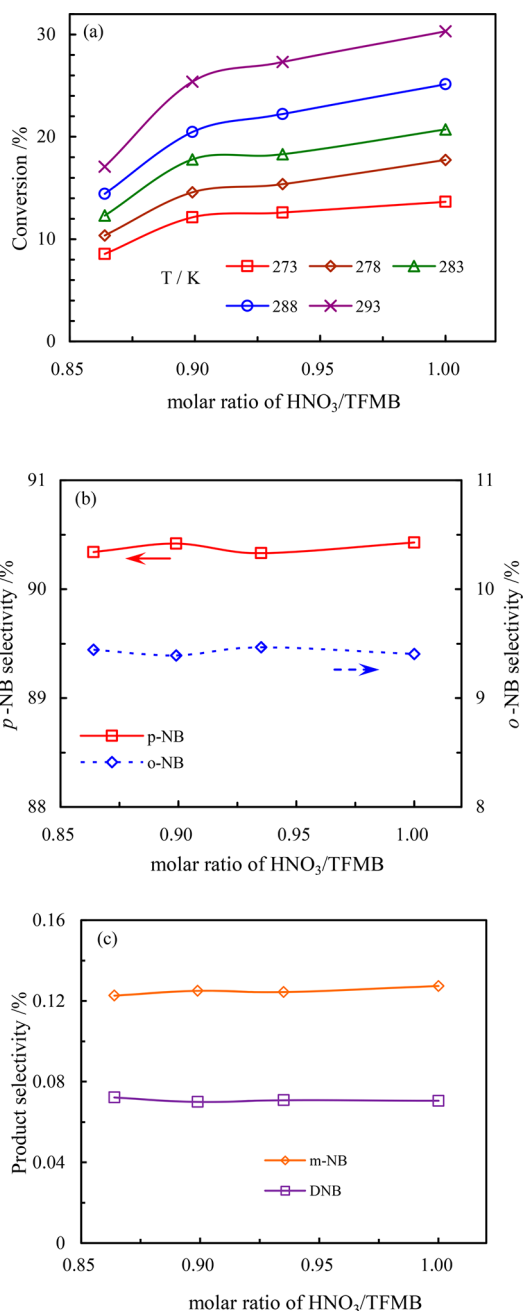 (a)
Conversion /%
30
20
10
0
T / K
273
278
283
288
293
0.85
0.90
0.95
1.00
molar ratio of HNO₃/TFMB
(b)
p-NB selectivity /%
91
90
89
88
o-NB selectivity /%
11
10
9
8
p-NB
o-NB
0.85
0.90
0.95
1.00
molar ratio of HNO₃/TFMB
(c)
Product selectivity /%
0.16
0.12
0.08
0.04
0
m-NB
DNB
0.85
0.90
0.95
1.00
molar ratio of HNO₃/TFMB